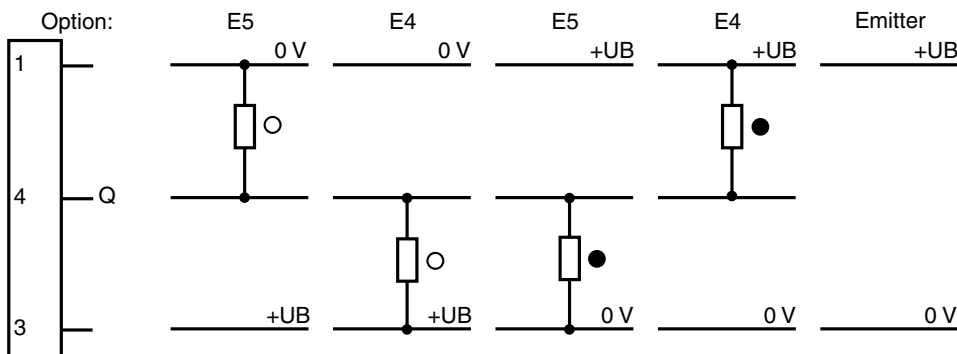 Option: E5 E4 E5 E4 Emitter
1 0 V 0 V +UB +UB +UB
4 Q
3 +UB +UB 0 V 0 V 0 V